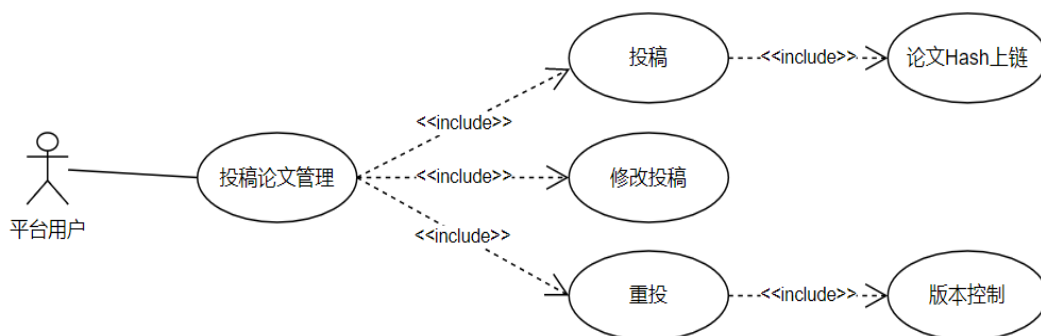 投稿
<<include>>
论文Hash上链
<<include>>
平台用户
投稿论文管理
<<include>>
修改投稿
<<include>>
重投
<<include>>
版本控制